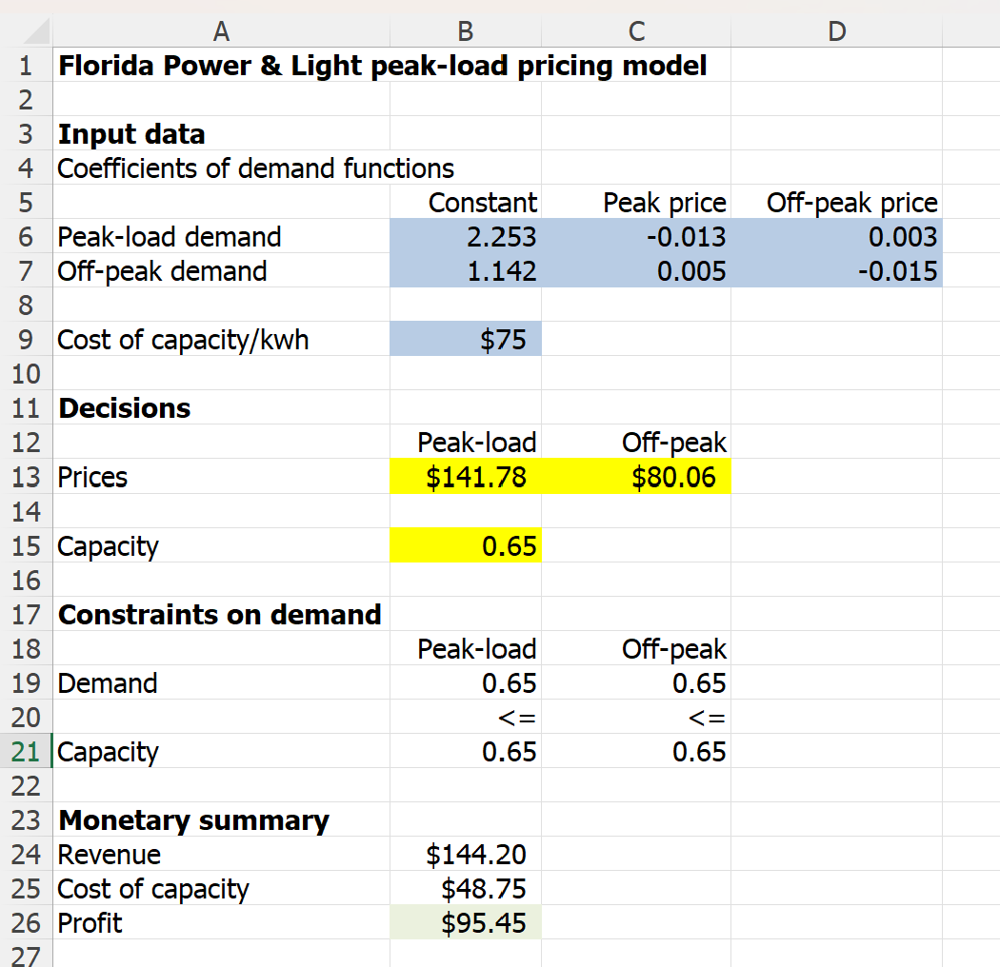 A B C D
1 Florida Power & Light peak-load pricing model
2
3 Input data
4 Coefficients of demand functions
5 Constant Peak price Off-peak price
6 Peak-load demand 2.253 -0.013 0.003
7 Off-peak demand 1.142 0.005 -0.015
8
9 Cost of capacity/kwh $75
10
11 Decisions
12 Peak-load Off-peak
13 Prices $141.78 $80.06
14
15 Capacity 0.65
16
17 Constraints on demand
18 Peak-load Off-peak
19 Demand 0.65 0.65
20 <= <=
21 Capacity 0.65 0.65
22
23 Monetary summary
24 Revenue $144.20
25 Cost of capacity $48.75
26 Profit $95.45
27